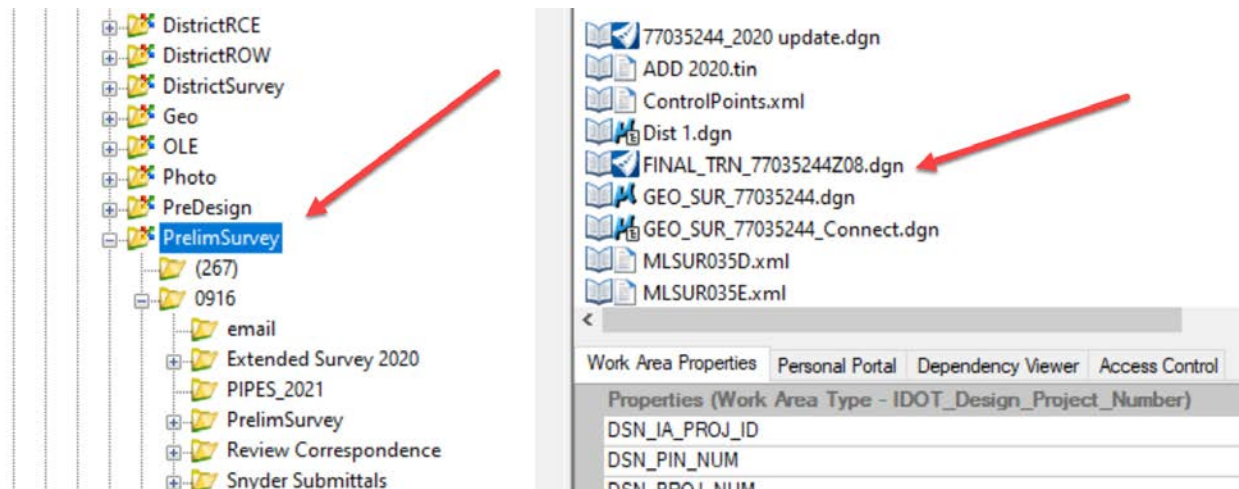 DistrictRCE
DistrictROW
DistrictSurvey
Geo
OLE
Photo
PreDesign
PrelimSurvey
(267)
0916
email
Extended Survey 2020
PIPES_2021
PrelimSurvey
Review Correspondence
Snyder Submittals
77035244_2020 update.dgn
ADD 2020.tin
ControlPoints.xml
Dist 1.dgn
FINAL_TRN_77035244Z08.dgn
GEO_SUR_77035244.dgn
GEO_SUR_77035244_Connect.dgn
MLSUR035D.xml
MLSUR035E.xml
Work Area Properties Personal Portal Dependency Viewer Access Control
Properties (Work Area Type - IDOT_Design_Project_Number)
DSN_IA_PROJ_ID
DSN_PIN_NUM
DSN_PROJ_NUM